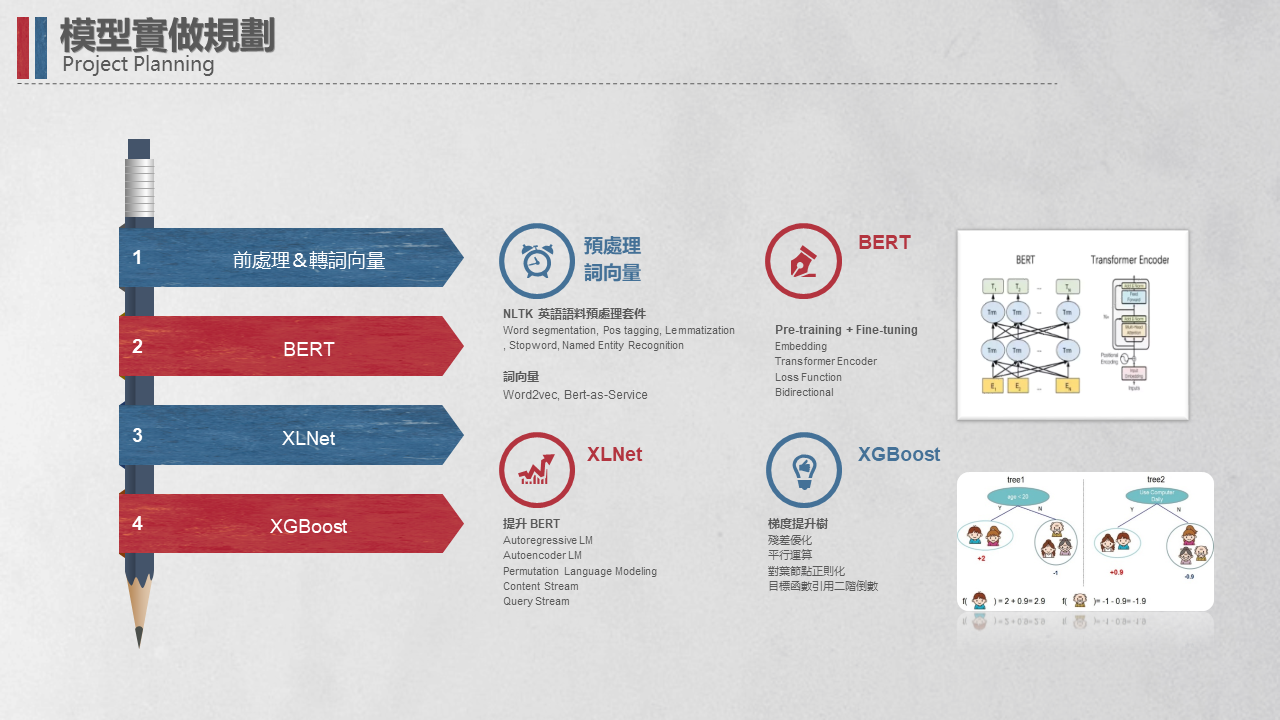 模型實做規劃
Project Planning
1
前處理＆轉詞向量
2
BERT
3
XLNet
4
XGBoost
預處理
詞向量
NLTK 英語語料預處理套件
Word segmentation, Pos tagging, Lemmatization
, Stopword, Named Entity Recognition
詞向量
Word2vec, Bert-as-Service
BERT
Pre-training + Fine-tuning
Embedding
Transformer Encoder
Loss Function
Bidirectional
XLNet
提升 BERT
Autoregressive LM
Autoencoder LM
Permutation Language Modeling
Content Stream
Query Stream
XGBoost
梯度提升樹
殘差優化
平行運算
對葉節點正則化
目標函數引用二階倒數
BERT
Transformer Encoder
T1 T2 ... TN
Trm Trm ... Trm
Trm Trm ... Trm
E1 E2 ... EN
Add & Norm
Feed
Forward
Add & Norm
Multi-Head
Attention
Positional
Encoding
Input
Embedding
Inputs
tree1
tree2
age < 20
Use Computer
Daily
Y N
Y N
+2
-1
+0.9
-0.9
f( ) = 2 + 0.9= 2.9
f( )= -1 - 0.9= -1.9